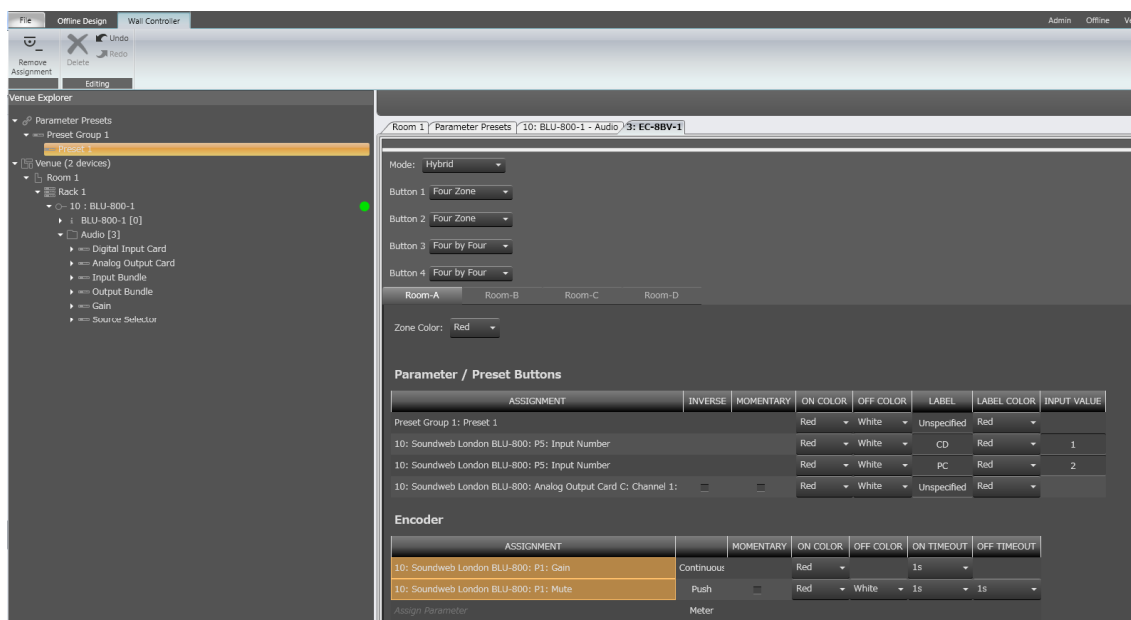 File Offline Design Wall Controller Admin Offline
Remove Assignment Delete Undo Redo
Editing
Venue Explorer
Parameter Presets
Preset Group 1
Preset 1
Venue (2 devices)
Room 1
Rack 1
10 : BLU-800-1
BLU-800-1 [0]
Audio [3]
Digital Input Card
Analog Output Card
Input Bundle
Output Bundle
Gain
Source Selector
Room 1 Parameter Presets 10: BLU-800-1 - Audio 3: EC-8BV-1
Mode: Hybrid
Button 1 Four Zone
Button 2 Four Zone
Button 3 Four by Four
Button 4 Four by Four
Room-A Room-B Room-C Room-D
Zone Color: Red
Parameter / Preset Buttons
ASSIGNMENT INVERSE MOMENTARY ON COLOR OFF COLOR LABEL LABEL COLOR INPUT VALUE
Preset Group 1: Preset 1 Red White Unspecified Red
10: Soundweb London BLU-800: P5: Input Number Red White CD Red 1
10: Soundweb London BLU-800: P5: Input Number Red White PC Red 2
10: Soundweb London BLU-800: Analog Output Card C: Channel 1: Red White Unspecified Red
Encoder
ASSIGNMENT MOMENTARY ON COLOR OFF COLOR ON TIMEOUT OFF TIMEOUT
10: Soundweb London BLU-800: P1: Gain Continuous Red 1s
10: Soundweb London BLU-800: P1: Mute Push Red White 1s 1s
Assign Parameter Meter